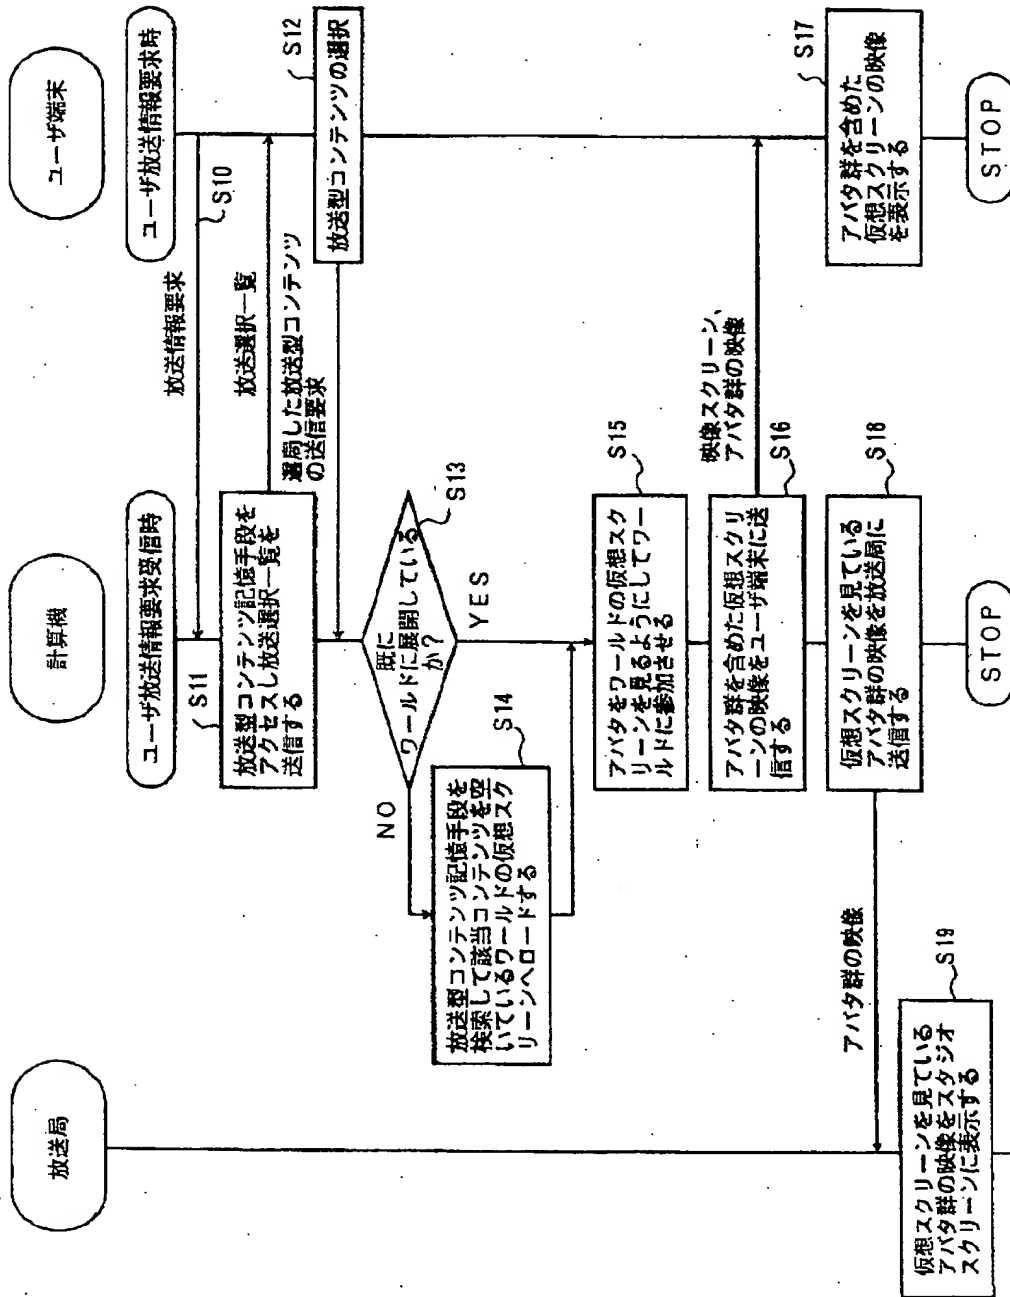 放送局
計算機
ユーザ端末
ユーザ放送情報要求受信時
ユーザ放送情報要求時
放送情報要求
S10
S11
放送型コンテンツ記憶手段を
アクセスし放送選択一覧を
送信する
放送選択一覧
S12
放送型コンテンツの選択
選局した放送型コンテンツ
の送信要求
S13
既に
ワールドに展開している
か?
NO
YES
S14
放送型コンテンツ記憶手段を
検索して該当コンテンツを空
いているワールドの仮想スク
リーンへロードする
S15
アバタをワールドの仮想スク
リーンを見るようにしてワー
ルドに参加させる
S16
アバタ群を含めた仮想スクリ
ーンの映像をユーザ端末に送
信する
映像スクリーン、
アバタ群の映像
S17
アバタ群を含めた
仮想スクリーンの映像
を表示する
S18
仮想スクリーンを見ている
アバタ群の映像を放送局に
送信する
アバタ群の映像
S19
仮想スクリーンを見ている
アバタ群の映像をスタジオ
スクリーンに表示する
STOP
STOP